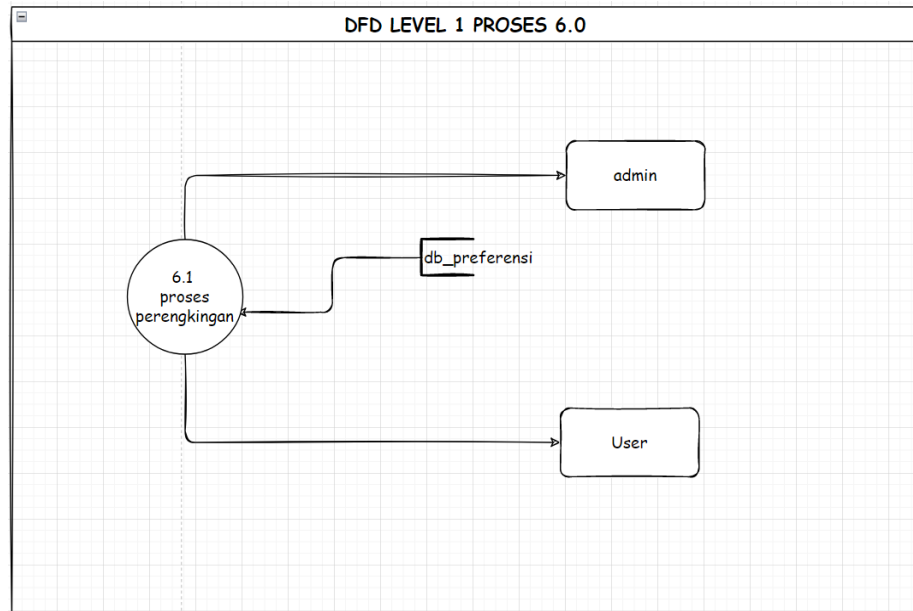 DFD LEVEL 1 PROSES 6.0
admin
db_preferensi
6.1
proses
perengkingan
User